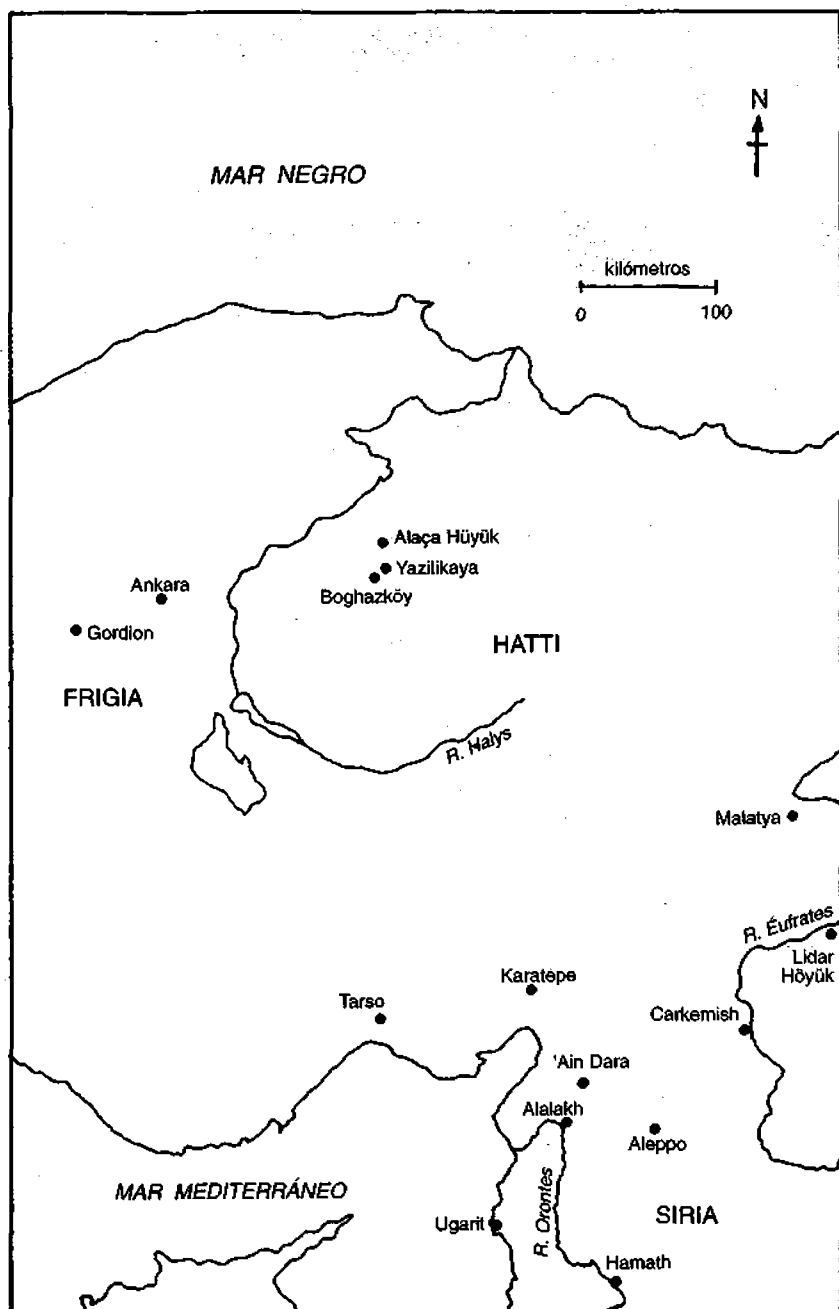 N
MAR NEGRO
kilómetros
0 100
Alaça Hüyük
Yazilikaya
Boghazköy
Ankara
Gordion
HATTI
FRIGIA
R. Halys
Malatya
R. Éufrates
Lidar
Höyük
Karatepe
Tarso
Carkemish
'Ain Dara
Alalakh
Aleppo
MAR MEDITERRÁNEO
R. Orontes
SIRIA
Ugarit
Hamath